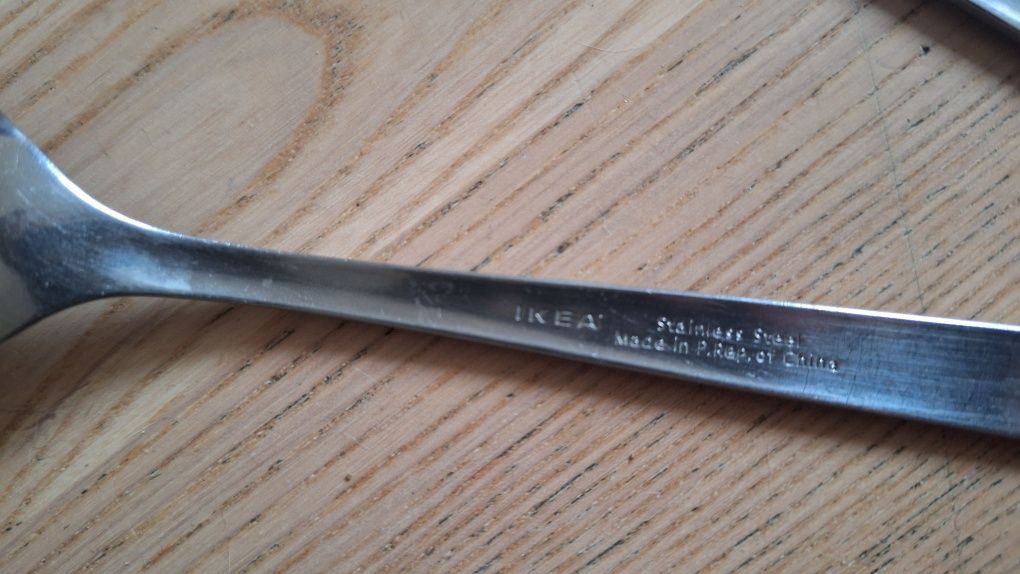 IKEA
Stainless Steel
Made in P.Rep. of China